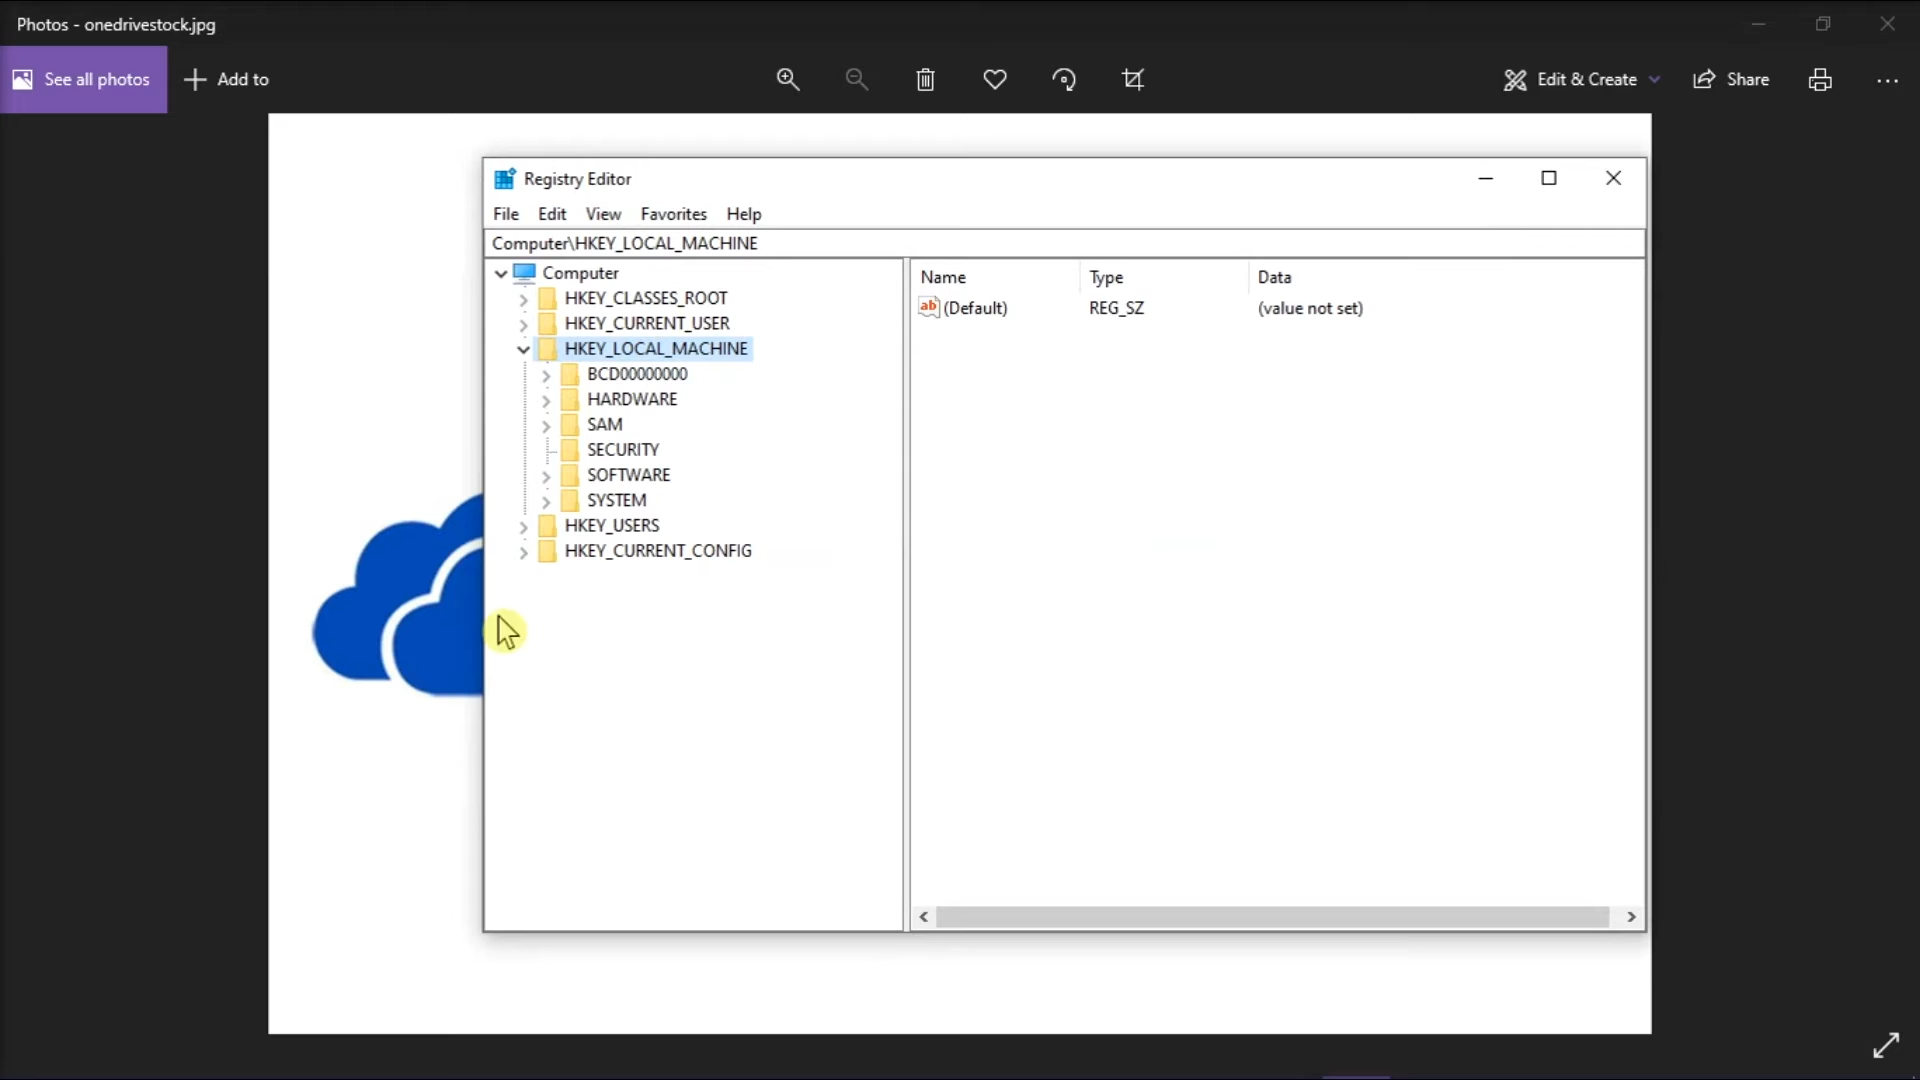 Photos - onedrivestock.jpg
See all photos
Add to
Edit & Create
Share
Registry Editor
File Edit View Favorites Help
Computer\HKEY_LOCAL_MACHINE
Computer
HKEY_CLASSES_ROOT
HKEY_CURRENT_USER
HKEY_LOCAL_MACHINE
BCD00000000
HARDWARE
SAM
SECURITY
SOFTWARE
SYSTEM
HKEY_USERS
HKEY_CURRENT_CONFIG
Name Type Data
ab (Default) REG_SZ (value not set)